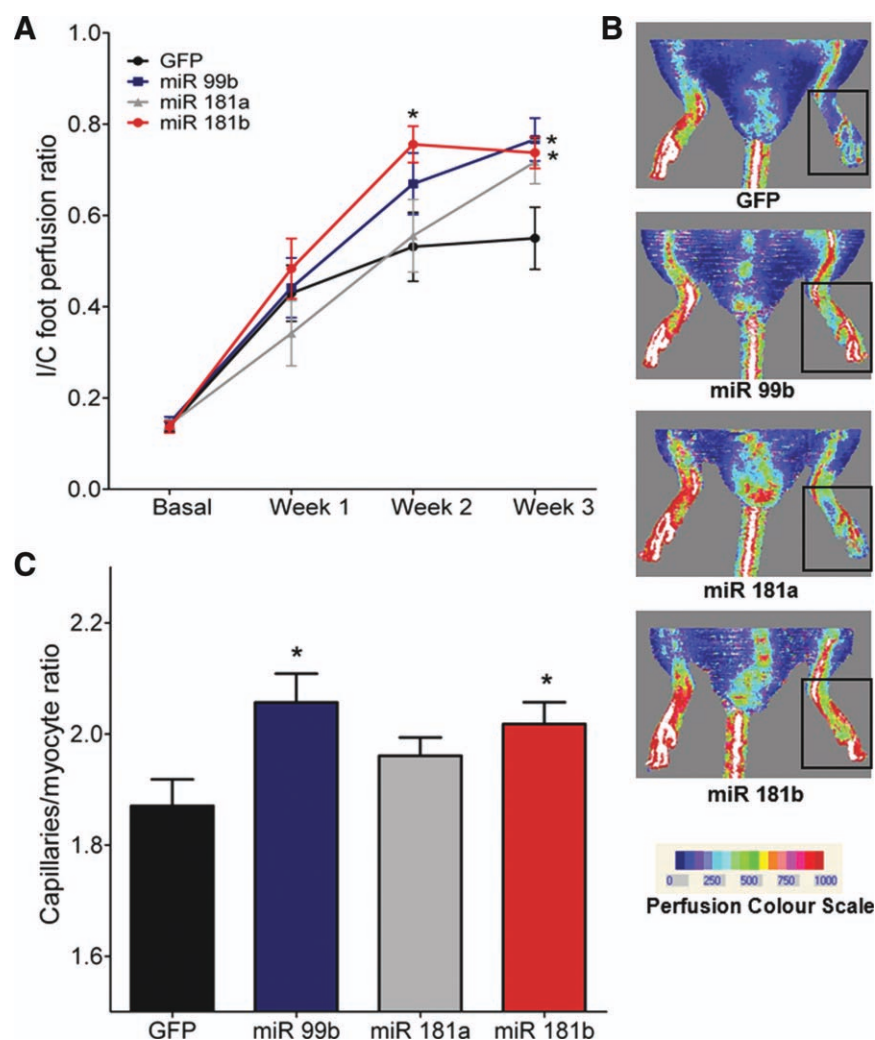 A
I/C foot perfusion ratio
1.0
0.8
0.6
0.4
0.2
0.0
GFP
miR 99b
miR 181a
miR 181b
*
*
*
Basal
Week 1
Week 2
Week 3
B
GFP
miR 99b
miR 181a
miR 181b
0 250 500 750 1000
Perfusion Colour Scale
C
Capillaries/myocyte ratio
2.2
2.0
1.8
1.6
*
*
GFP
miR 99b
miR 181a
miR 181b